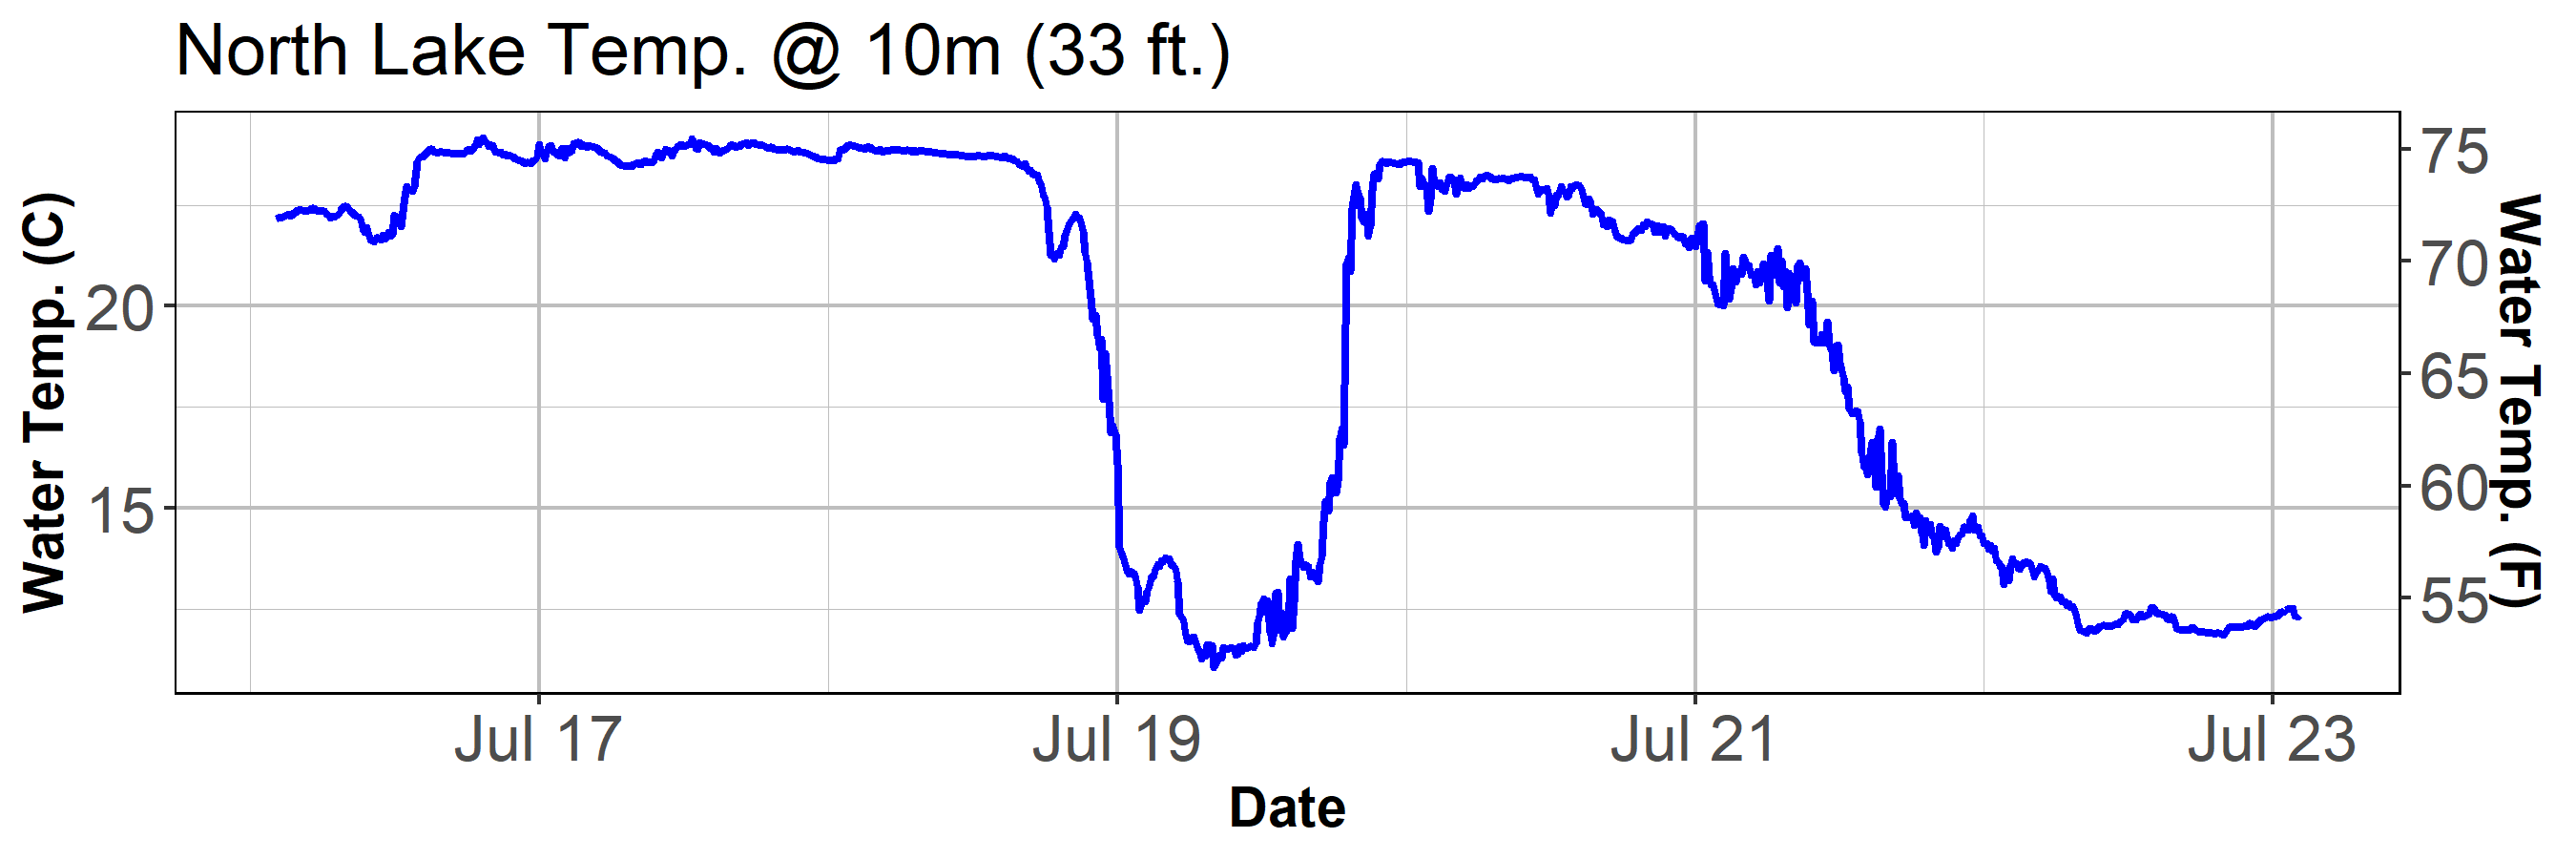 North Lake Temp. @ 10m (33 ft.)
Water Temp. (C)
20
15
75
70
65
60
55
Water Temp. (F)
Jul 17
Jul 19
Jul 21
Jul 23
Date